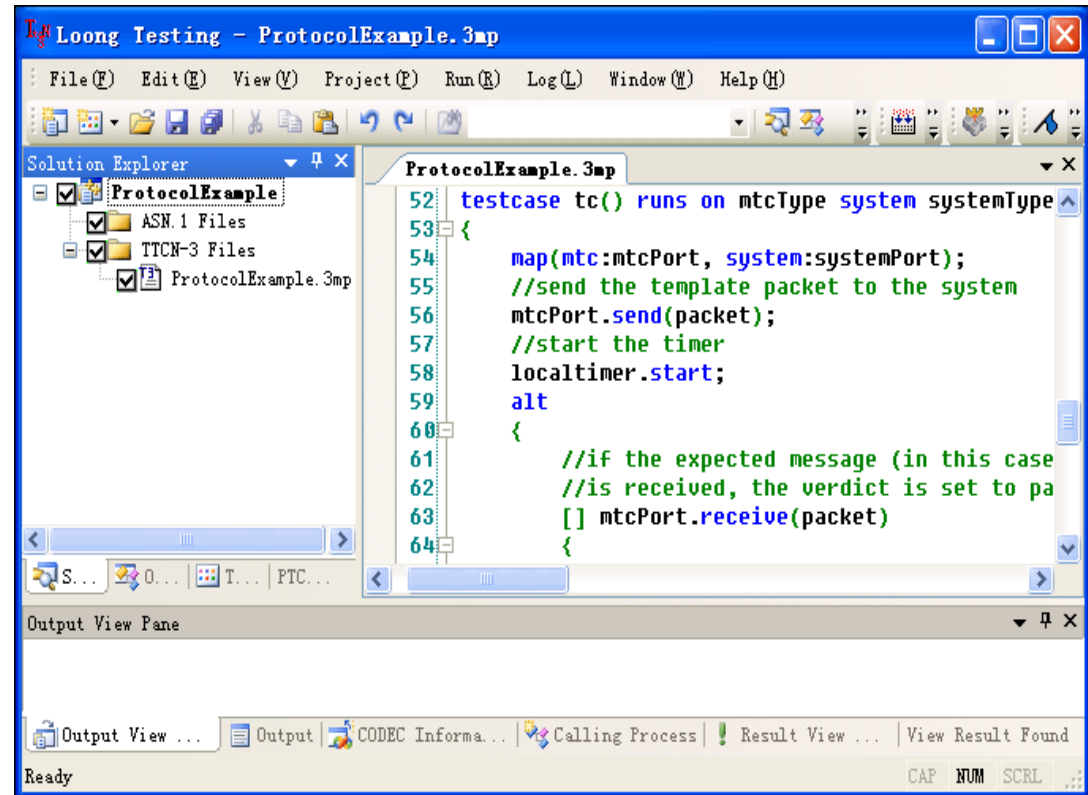 Loong Testing - ProtocolExample.3mp
File(F) Edit(E) View(V) Project(P) Run(R) Log(L) Window(W) Help(H)
Solution Explorer
ProtocolExample
ASN.1 Files
TTCN-3 Files
ProtocolExample.3mp
S... O... T... PTC...
ProtocolExample.3mp
52 testcase tc() runs on mtcType system systemType
53 {
54 map(mtc:mtcPort, system:systemPort);
55 //send the template packet to the system
56 mtcPort.send(packet);
57 //start the timer
58 localtimer.start;
59 alt
60 {
61 //if the expected message (in this case
62 //is received, the verdict is set to pa
63 [] mtcPort.receive(packet)
64 {
Output View Pane
Output View ... Output CODEC Informa... Calling Process Result View ... View Result Found
Ready CAP NUM SCRL